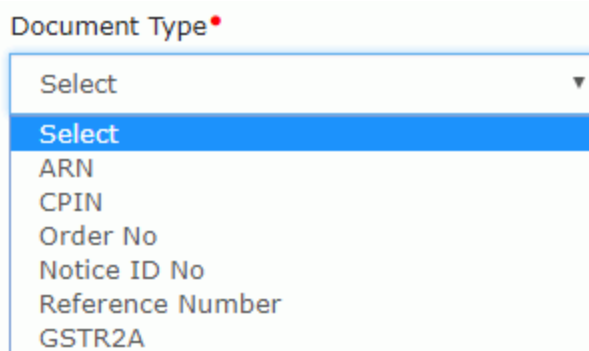 Document Type•
Select ▼
Select
ARN
CPIN
Order No
Notice ID No
Reference Number
GSTR2A